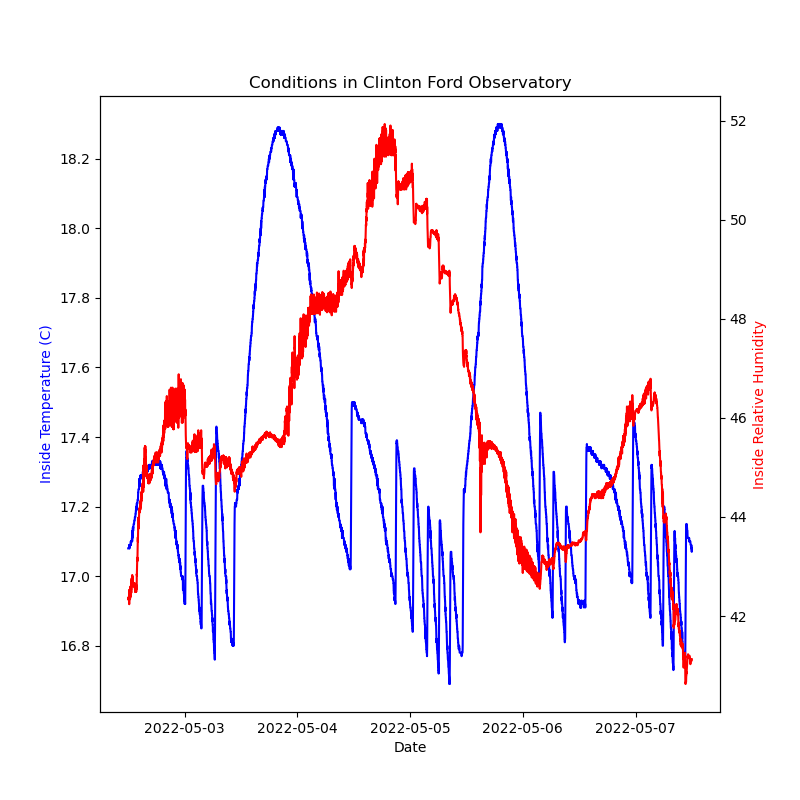 Conditions in Clinton Ford Observatory
Inside Temperature (C)
18.2
18.0
17.8
17.6
17.4
17.2
17.0
16.8
52
50
48
46
44
42
Inside Relative Humidity
2022-05-03 2022-05-04 2022-05-05 2022-05-06 2022-05-07
Date